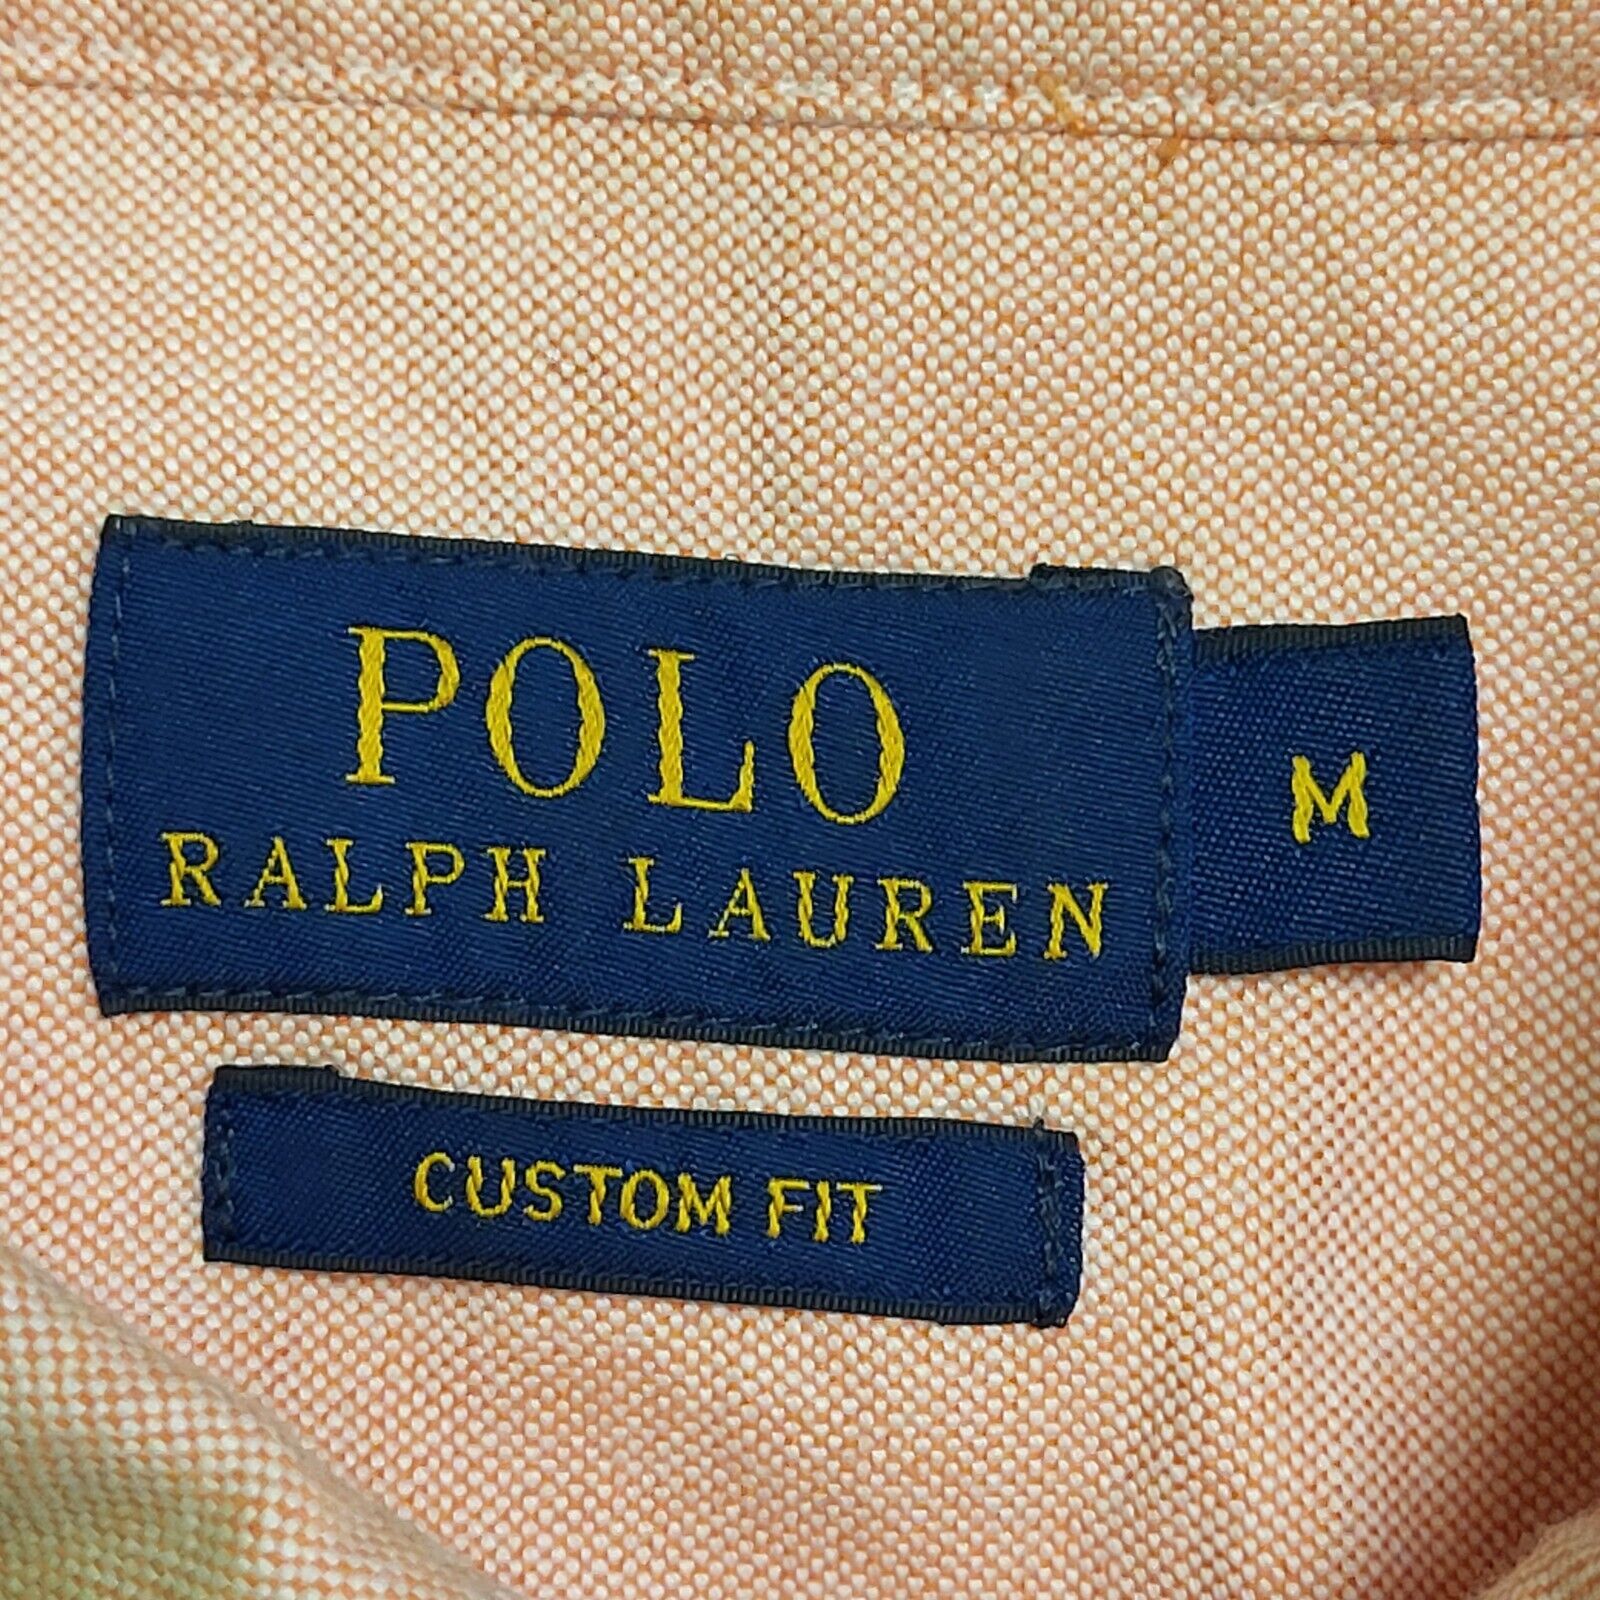 POLO
RALPH LAUREN
M
CUSTOM FIT